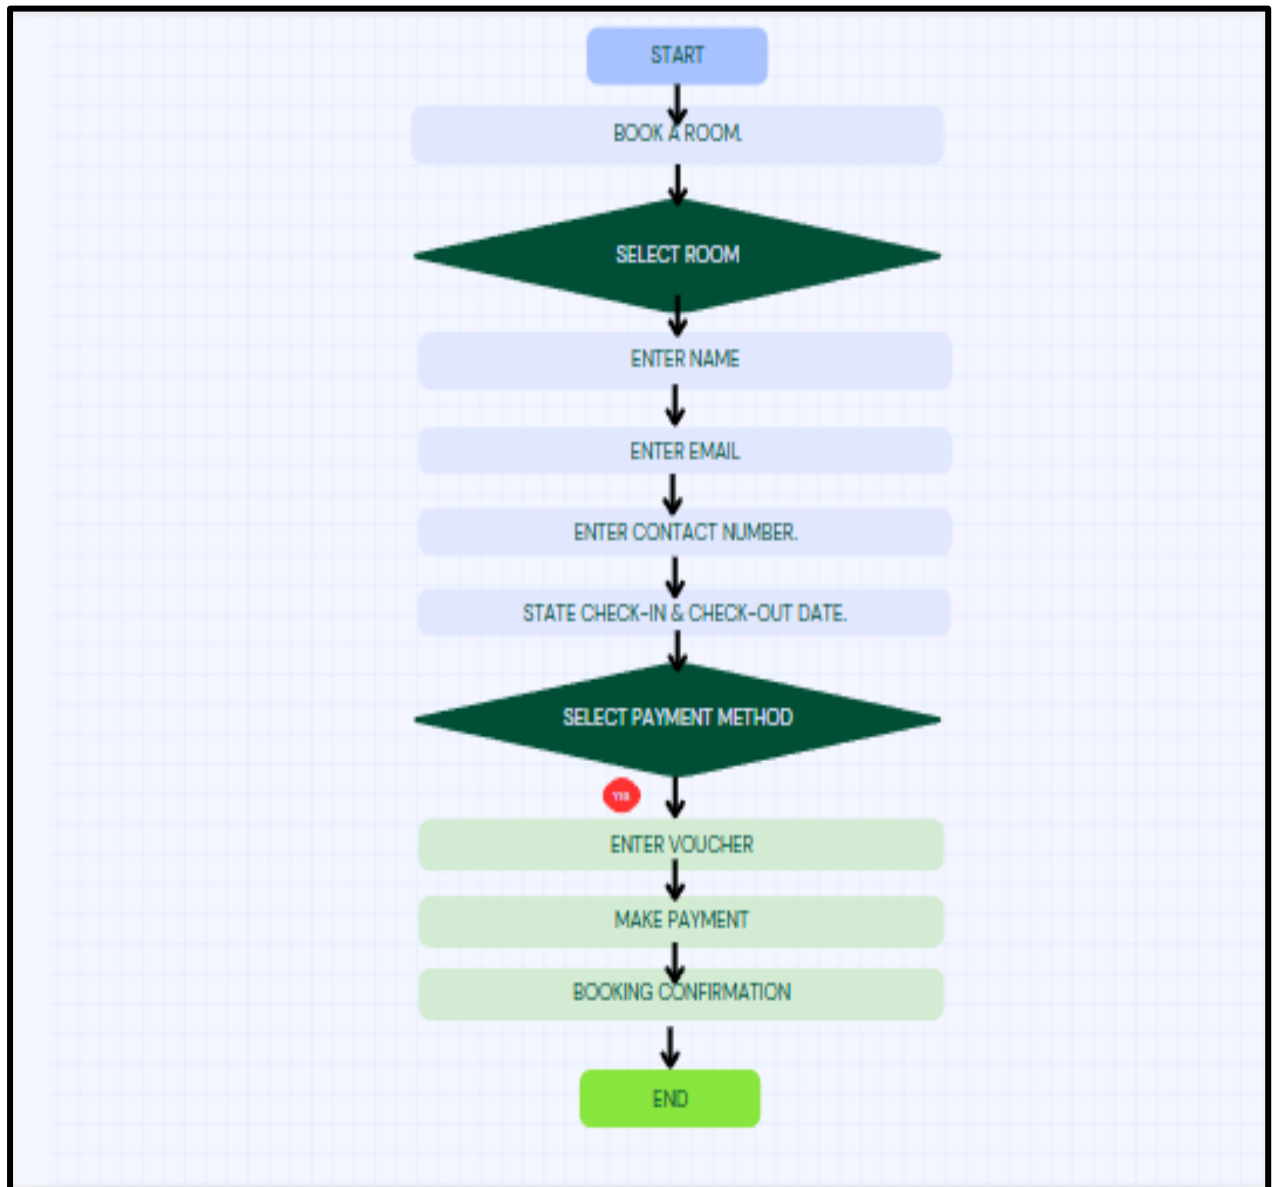 START
BOOK A ROOM.
SELECT ROOM
ENTER NAME
ENTER EMAIL
ENTER CONTACT NUMBER.
STATE CHECK-IN & CHECK-OUT DATE.
SELECT PAYMENT METHOD
ENTER VOUCHER
MAKE PAYMENT
BOOKING CONFIRMATION
END